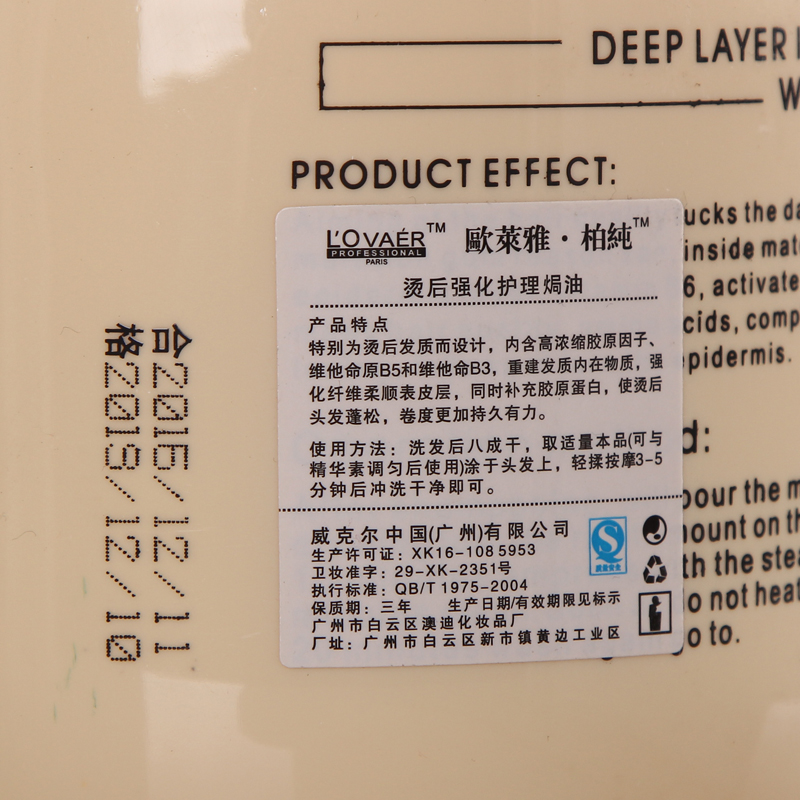 DEEP LAYER
W
PRODUCT EFFECT:
ucks the da
inside mat
6, activate
cids, comp
pidermis.
d:
pour the m
ount on th
th the stea
o not heat
o to.
L'OVAÉR™ 歐萊雅·柏純™
PROFESSIONAL
PARIS
烫后强化护理焗油
产品特点
特别为烫后发质而设计，内含高浓缩胶原因子、
维他命原B5和维他命B3，重建发质内在物质，强
化纤维柔顺表皮层，同时补充胶原蛋白，使烫后
头发蓬松，卷度更加持久有力。
使用方法：洗发后八成干，取适量本品(可与
精华素调匀后使用)涂于头发上，轻揉按摩3-5
分钟后冲洗干净即可。
威克尔中国(广州)有限公司
生产许可证：XK16-108 5953
卫妆准字：29-XK-2351号
执行标准：QB/T 1975-2004
保质期：三年 生产日期/有效期限见标示
广州市白云区澳迪化妆品厂
厂址：广州市白云区新市镇黄边工业区
质量安全
合2016/12/11
格2019/12/10